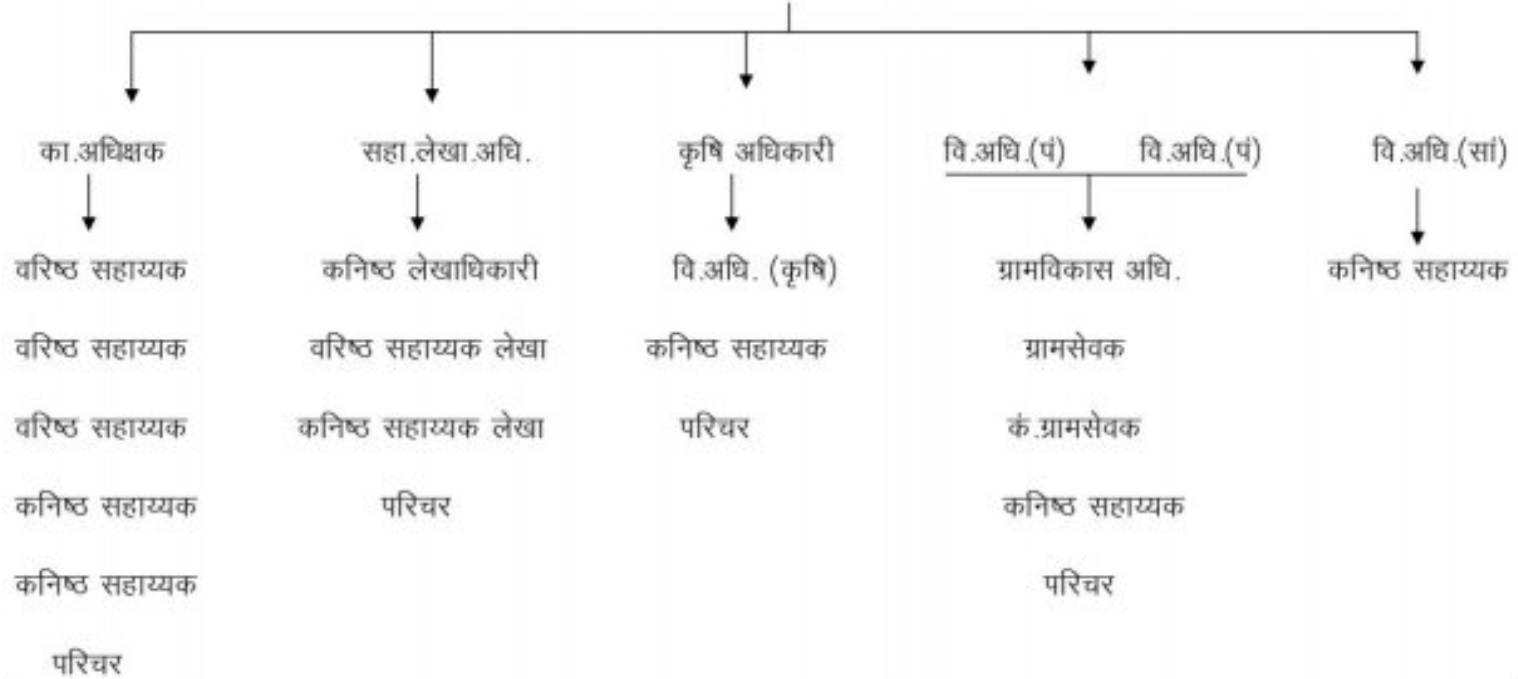 का.अधिक्षक सहा.लेखा.अधि. कृषि अधिकारी वि.अधि.(पं) वि.अधि.(पं) वि.अधि.(सां)
वरिष्ठ सहाय्यक कनिष्ठ लेखाधिकारी वि.अधि. (कृषि) ग्रामविकास अधि. कनिष्ठ सहाय्यक
वरिष्ठ सहाय्यक वरिष्ठ सहाय्यक लेखा कनिष्ठ सहाय्यक ग्रामसेवक
वरिष्ठ सहाय्यक कनिष्ठ सहाय्यक लेखा परिचर कं.ग्रामसेवक
कनिष्ठ सहाय्यक परिचर कनिष्ठ सहाय्यक
कनिष्ठ सहाय्यक परिचर
परिचर